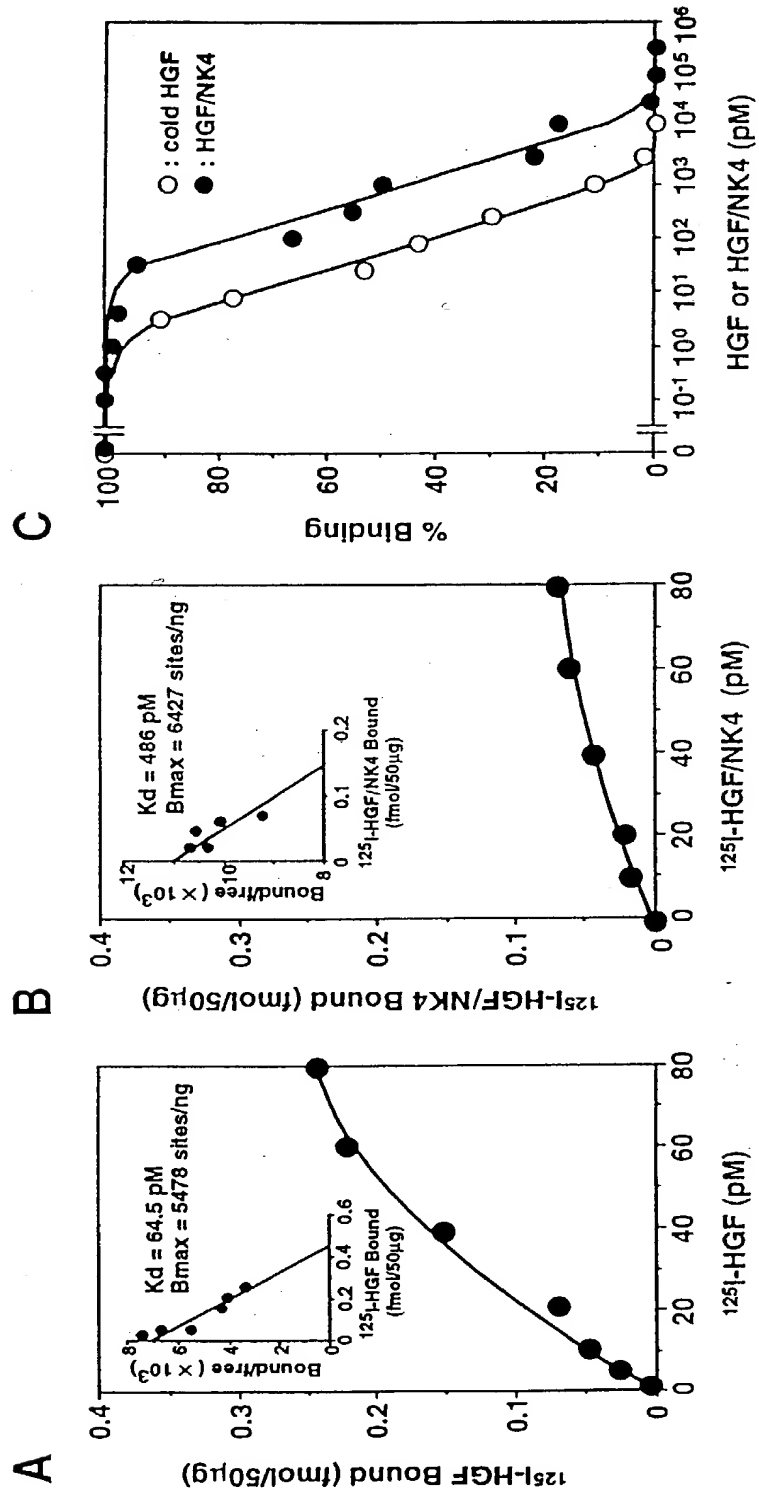 A
¹²⁵I-HGF Bound (fmol/50μg)
0.4
0.3
0.2
0.1
0
0 20 40 60 80
¹²⁵I-HGF (pM)
Kd = 64.5 pM
Bmax = 5478 sites/ng
Bound/free (× 10³)
8
6
4
2
0
0 0.2 0.4 0.6
¹²⁵I-HGF Bound
(fmol/50μg)
B
¹²⁵I-HGF/NK4 Bound (fmol/50μg)
0.4
0.3
0.2
0.1
0
0 20 40 60 80
¹²⁵I-HGF/NK4 (pM)
Kd = 486 pM
Bmax = 6427 sites/ng
Bound/free (× 10³)
12
10
8
0 0.1 0.2
¹²⁵I-HGF/NK4 Bound
(fmol/50μg)
C
% Binding
100
80
60
40
20
0
0 10⁻¹ 10⁰ 10¹ 10² 10³ 10⁴ 10⁵ 10⁶
HGF or HGF/NK4 (pM)
○ : cold HGF
● : HGF/NK4